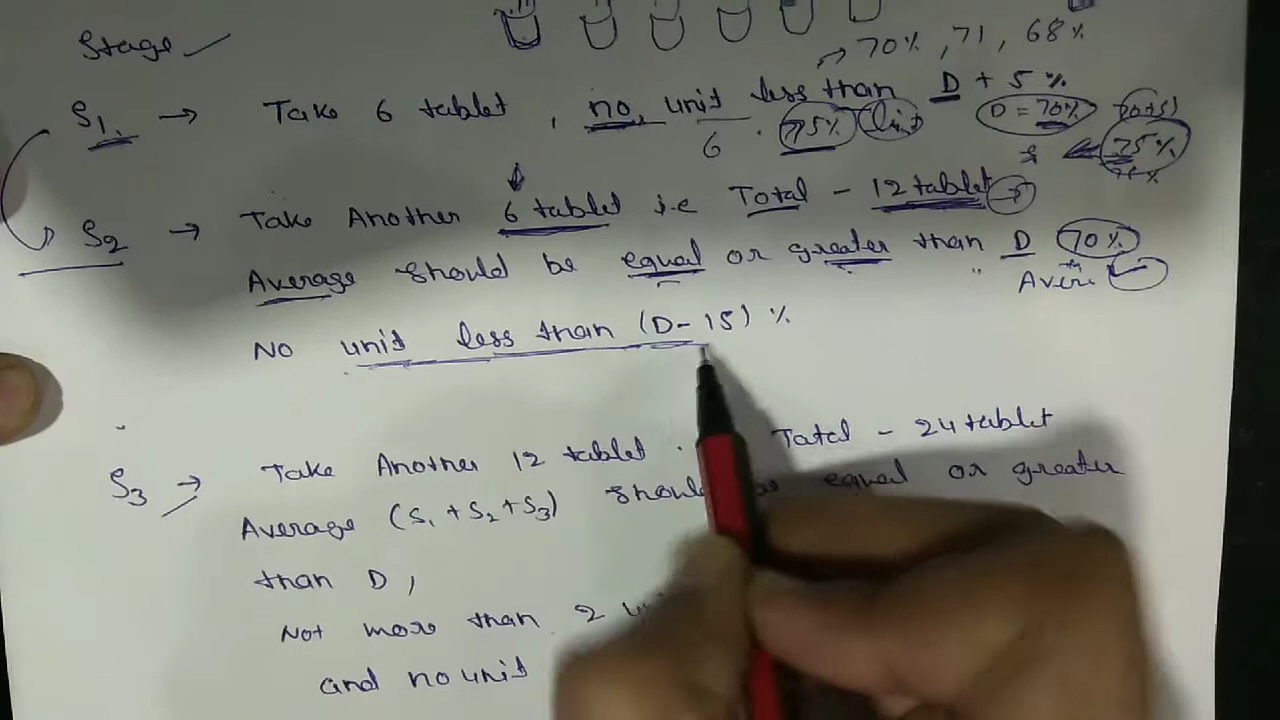 Stage
70%, 71, 68%
S1. → Take 6 tablet, no unit less than D + 5%
6 . 75% D = 70% 70+5)
75%
S2 → Take Another 6 tablet i.e Total - 12 tablet →
Average should be equal or greater than D 70%
No unit less than (D-15)%
S3 → Take Another 12 tablet. Total - 24 tablet
Average (S1+S2+S3) should be equal or greater
than D,
Not more than 2
and no unit